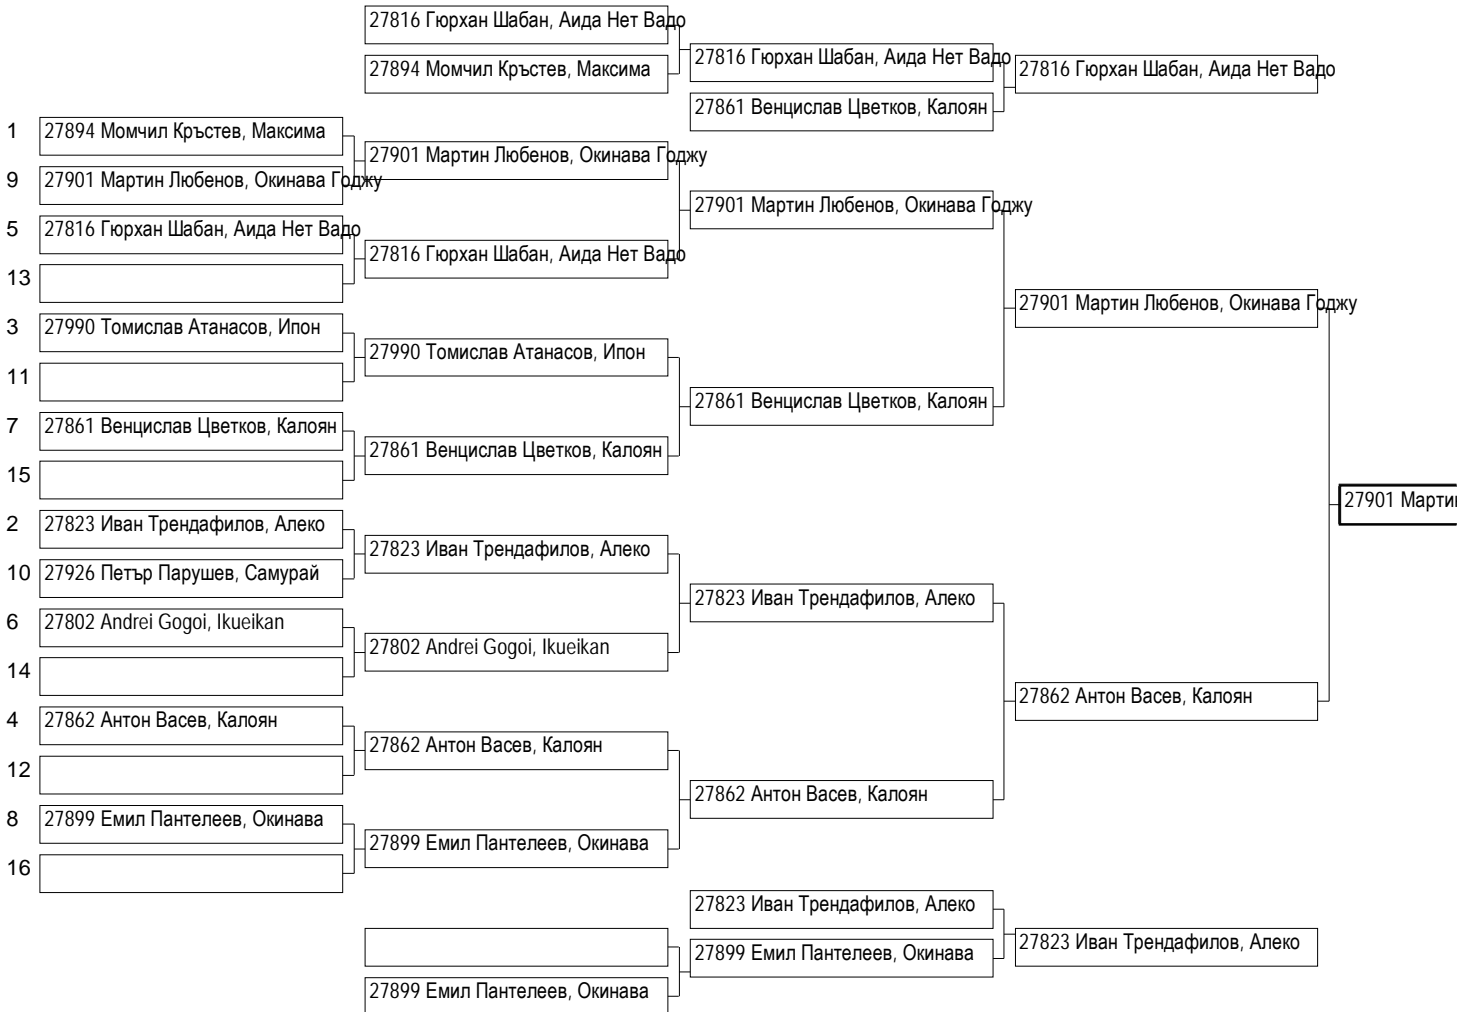 27816 Гюрхан Шабан, Аида Нет Вадо
27894 Момчил Кръстев, Максима
27816 Гюрхан Шабан, Аида Нет Вадо
27861 Венцислав Цветков, Калоян
27816 Гюрхан Шабан, Аида Нет Вадо
1 27894 Момчил Кръстев, Максима
9 27901 Мартин Любенов, Окинава Годжу
5 27816 Гюрхан Шабан, Аида Нет Вадо
13
3 27990 Томислав Атанасов, Ипон
11
7 27861 Венцислав Цветков, Калоян
15
2 27823 Иван Трендафилов, Алеко
10 27926 Петър Парушев, Самурай
6 27802 Andrei Gogoi, Ikueikan
14
4 27862 Антон Васев, Калоян
12
8 27899 Емил Пантелеев, Окинава
16
27901 Мартин Любенов, Окинава Годжу
27816 Гюрхан Шабан, Аида Нет Вадо
27990 Томислав Атанасов, Ипон
27861 Венцислав Цветков, Калоян
27823 Иван Трендафилов, Алеко
27802 Andrei Gogoi, Ikueikan
27862 Антон Васев, Калоян
27899 Емил Пантелеев, Окинава
27901 Мартин Любенов, Окинава Годжу
27861 Венцислав Цветков, Калоян
27823 Иван Трендафилов, Алеко
27862 Антон Васев, Калоян
27901 Мартин Любенов, Окинава Годжу
27862 Антон Васев, Калоян
27901 Мартин
27899 Емил Пантелеев, Окинава
27823 Иван Трендафилов, Алеко
27899 Емил Пантелеев, Окинава
27823 Иван Трендафилов, Алеко